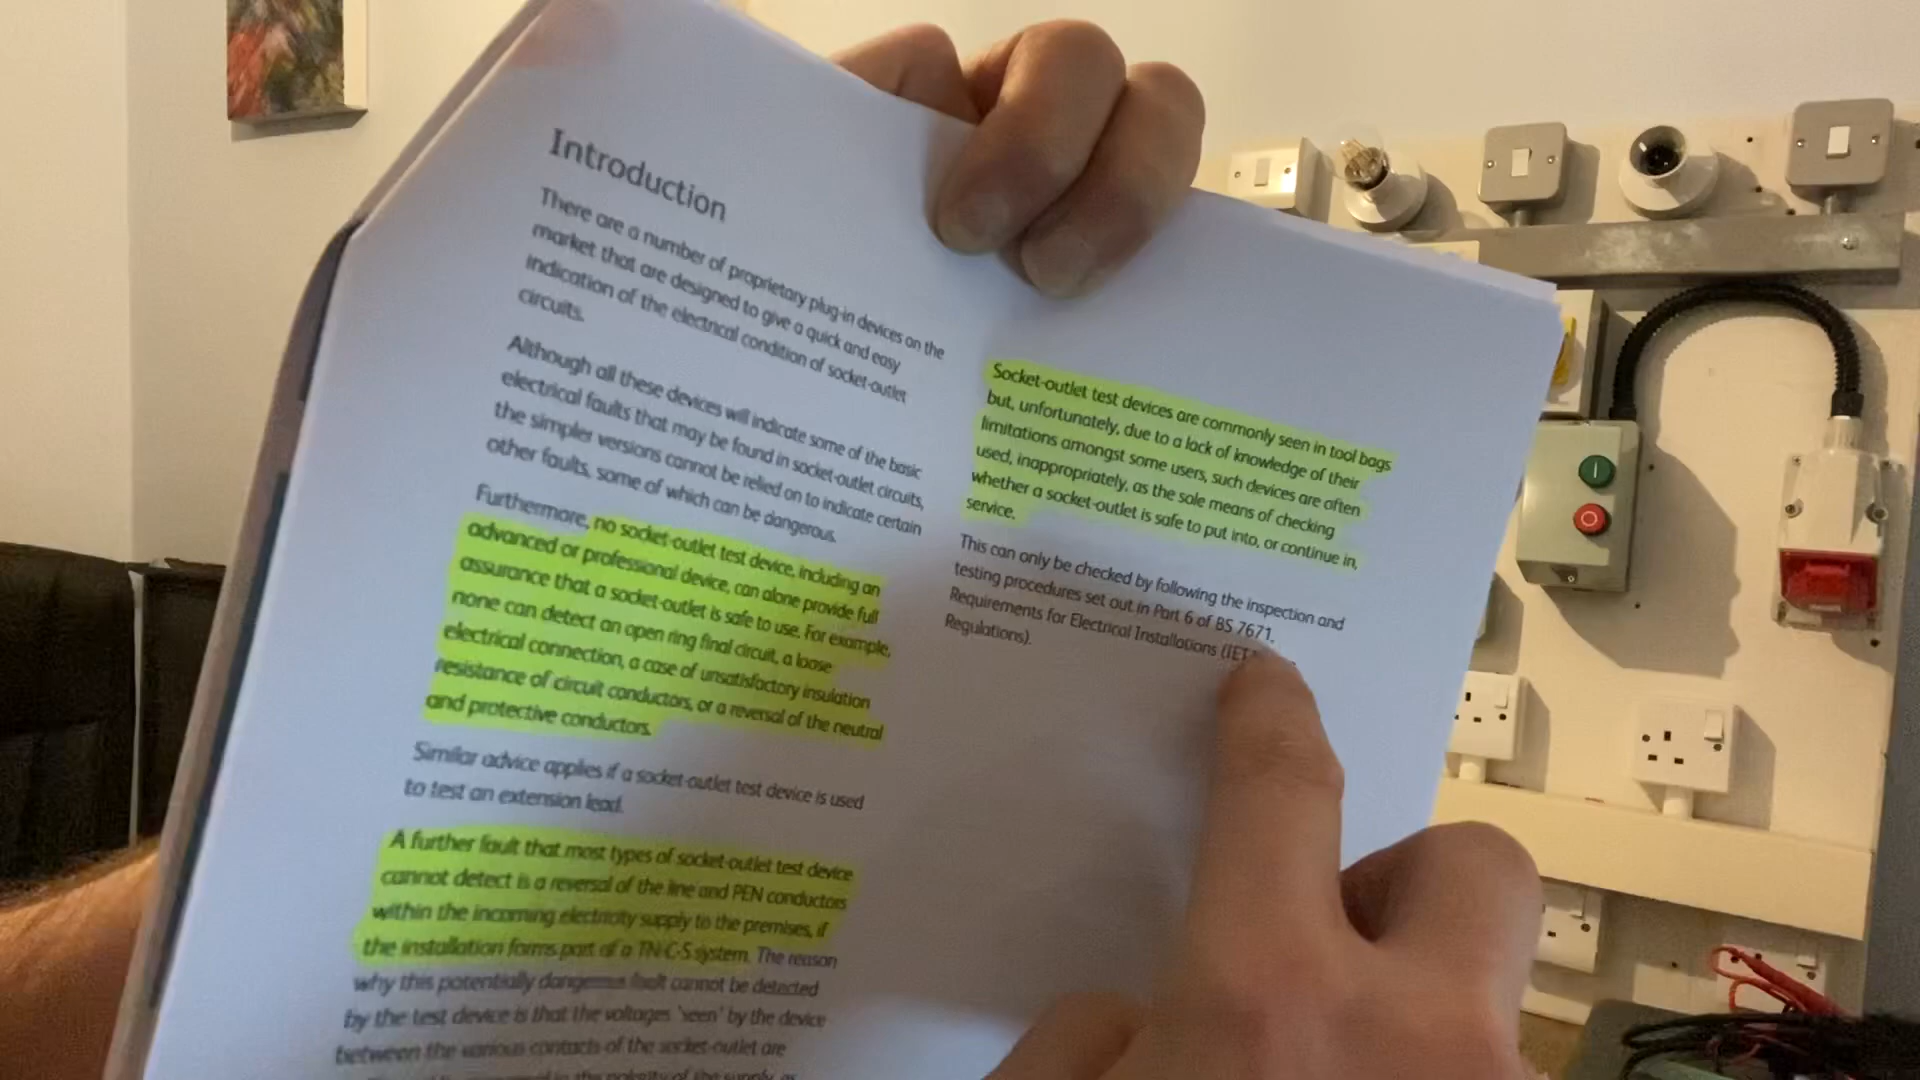 Introduction
There are a number of proprietary plug-in devices on the
market that are designed to give a quick and easy
indication of the electrical condition of socket-outlet
circuits.
Although all these devices will indicate some of the basic
electrical faults that may be found in socket-outlet circuits,
the simpler versions cannot be relied on to indicate certain
other faults, some of which can be dangerous.
Furthermore, no socket-outlet test device, including an
advanced or professional device, can alone provide full
assurance that a socket-outlet is safe to use. For example,
none can detect an open ring final circuit, a loose
electrical connection, a case of unsatisfactory insulation
resistance of circuit conductors, or a reversal of the neutral
and protective conductors.
Similar advice applies if a socket-outlet test device is used
to test an extension lead.
A further fault that most types of socket-outlet test device
cannot detect is a reversal of the line and PEN conductors
within the incoming electricity supply to the premises, if
the installation forms part of a TN-C-S system. The reason
why this potentially dangerous fault cannot be detected
by the test device is that the voltages 'seen' by the device
between the various contacts of the socket-outlet are
in the polarity of the supply, as
Socket-outlet test devices are commonly seen in tool bags
but, unfortunately, due to a lack of knowledge of their
limitations amongst some users, such devices are often
used, inappropriately, as the sole means of checking
whether a socket-outlet is safe to put into, or continue in,
service.
This can only be checked by following the inspection and
testing procedures set out in Part 6 of BS 7671,
Requirements for Electrical Installations (IET
Regulations).